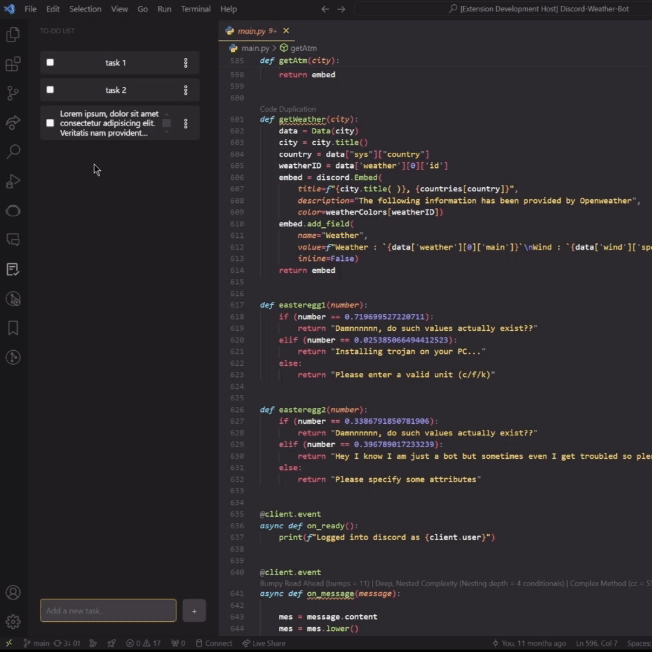 File Edit Selection View Go Run Terminal Help
[Extension Development Host] Discord-Weather-Bot
TO-DO LIST
task 1
task 2
Lorem ipsum, dolor sit amet
consectetur adipisicing elit.
Veritatis nam provident...
Add a new task..
+
main.py 9+
main.py > getAtm
585 def getAtm(city):
598 return embed
599
600
Code Duplication
601 def getWeather(city):
602 data = Data(city)
603 city = city.title()
604 country = data["sys"]["country"]
605 weatherID = data['weather'][0]['id']
606 embed = discord.Embed(
607 title=f"{city.title( )}, {countries[country]}",
608 description="The following information has been provided by Openweather",
609 color=weatherColors[weatherID])
610 embed.add_field(
611 name="Weather",
612 value=f"Weather : `{data['weather'][0]['main']}`\nWind : `{data['wind']['spe
613 inline=False)
614 return embed
615
616
617 def easteregg1(number):
618 if (number == 0.719699527220711):
619 return "Damnnnnnn, do such values actually exist??"
620 elif (number == 0.025385066494412523):
621 return "Installing trojan on your PC..."
622 else:
623 return "Please enter a valid unit (c/f/k)"
624
625
626 def easteregg2(number):
627 if (number == 0.3386791850781906):
628 return "Damnnnnnn, do such values actually exist??"
629 elif (number == 0.396789017233239):
630 return "Hey I know I am just a bot but sometimes even I get troubled so ple
631 else:
632 return "Please specify some attributes"
633
634
635 @client.event
636 async def on_ready():
637 print(f"Logged into discord as {client.user}")
638
639
640 @client.event
Bumpy Road Ahead (bumps = 11) | Deep, Nested Complexity (Nesting depth = 4 conditionals) | Complex Method (cc = 5
641 async def on_message(message):
642
643 mes = message.content
644 mes = mes.lower()
main 3↓ 0↑ 0 17 0 Connect Live Share You, 11 months ago Ln 596, Col 7 Spaces: